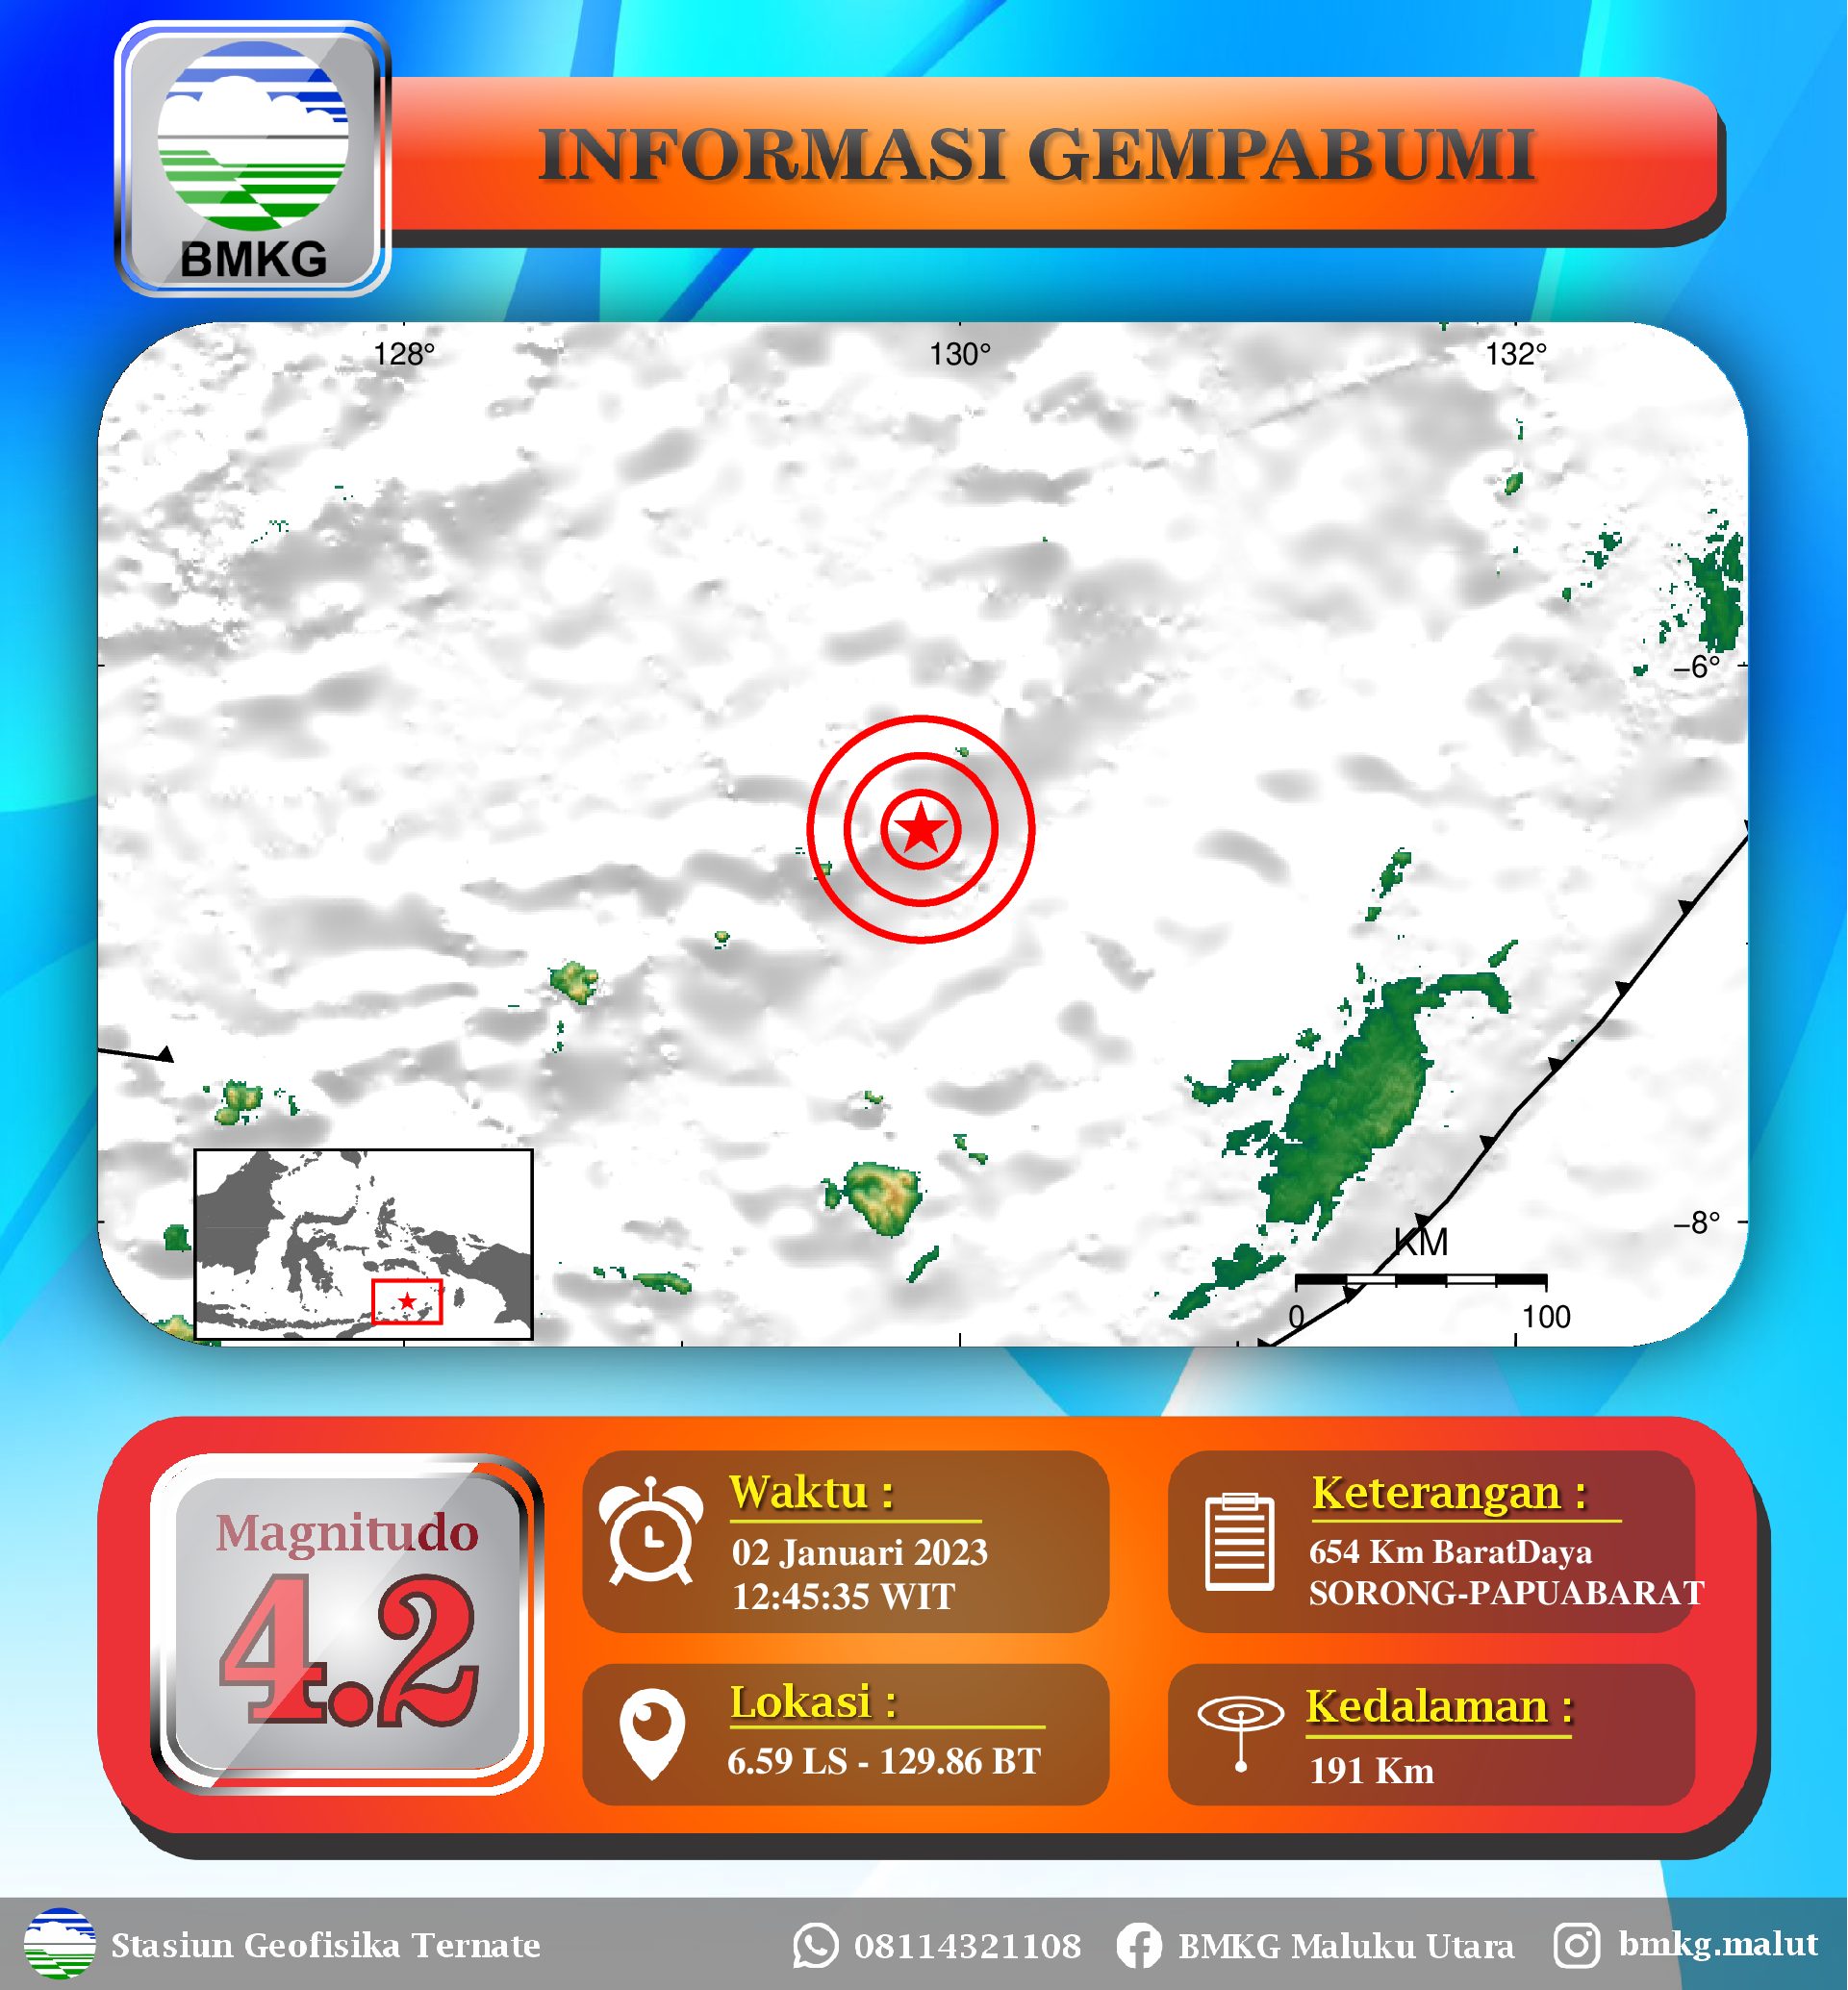 BMKG
INFORMASI GEMPABUMI
128°
130°
132°
−6°
−8°
KM
0
100
Magnitudo
4.2
Waktu :
02 Januari 2023
12:45:35 WIT
Keterangan :
654 Km BaratDaya
SORONG-PAPUABARAT
Lokasi :
6.59 LS - 129.86 BT
Kedalaman :
191 Km
Stasiun Geofisika Ternate
08114321108
BMKG Maluku Utara
bmkg.malut